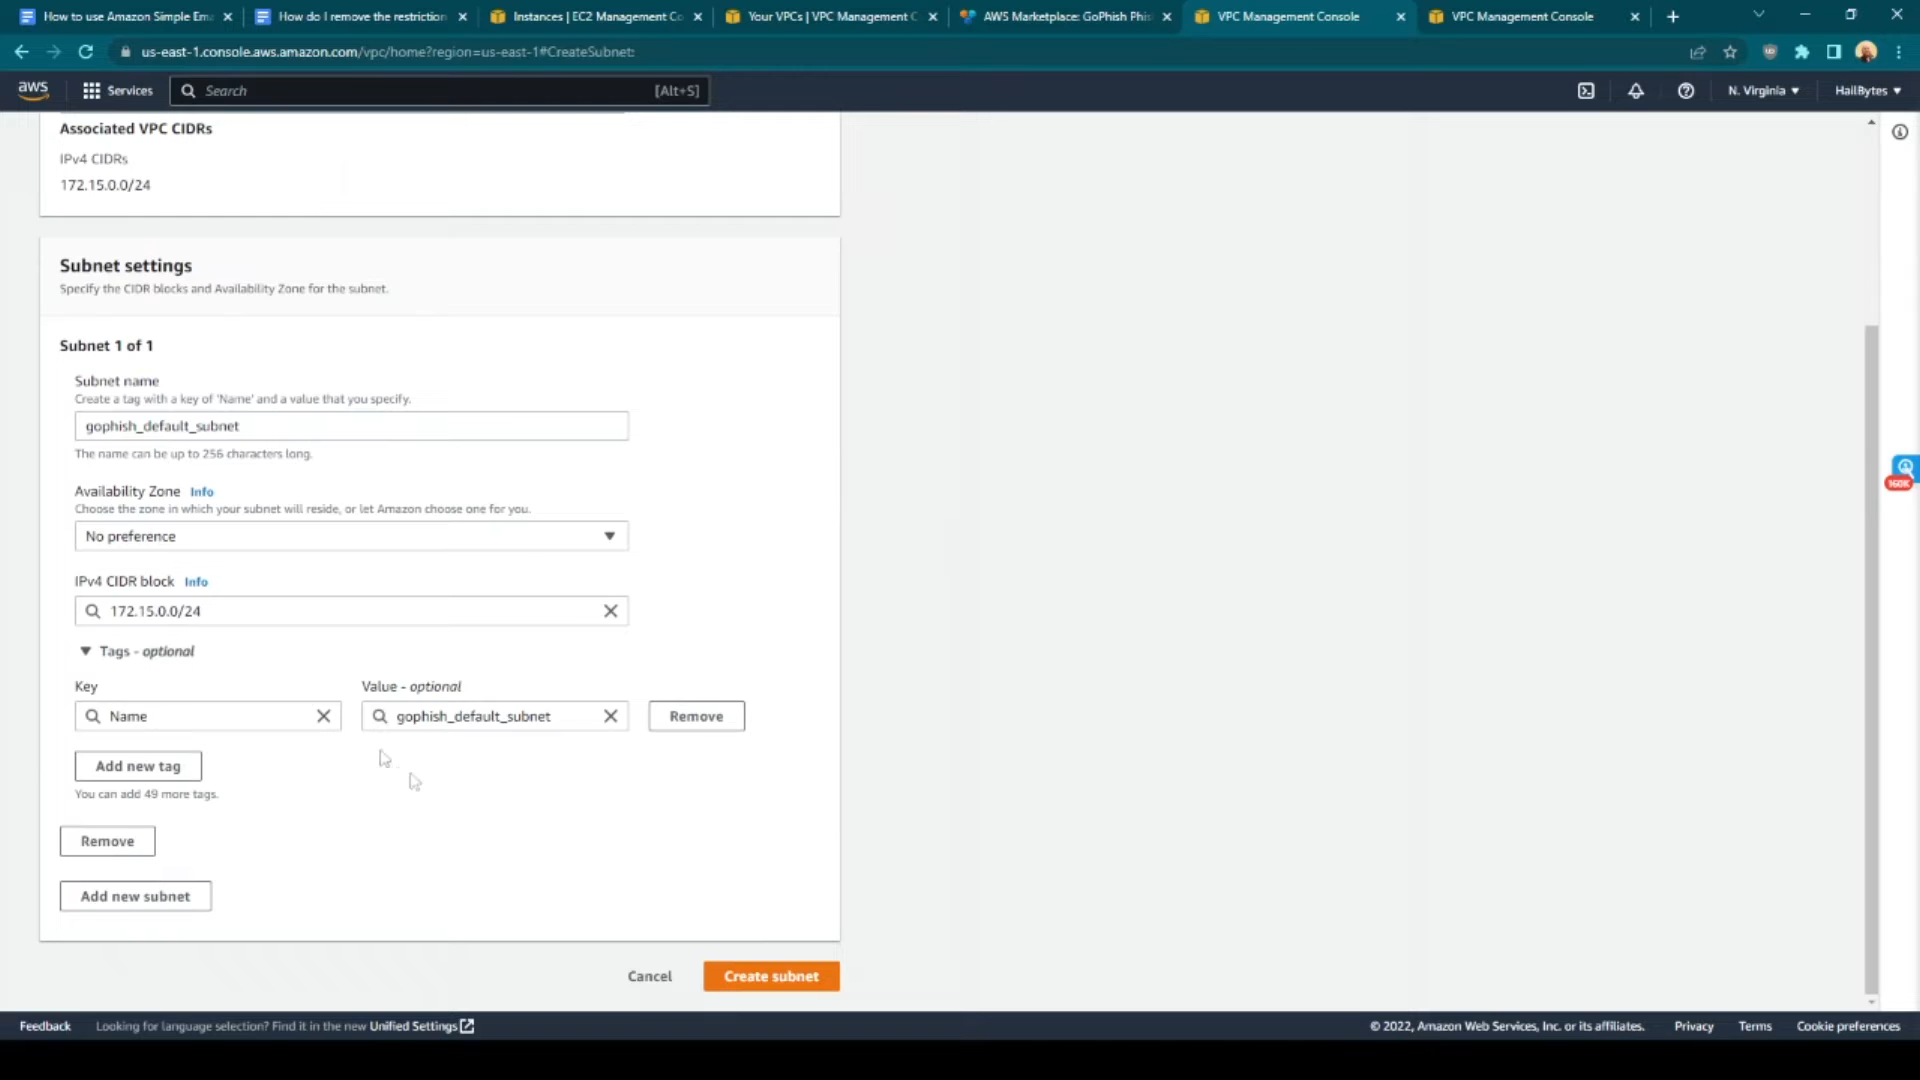 How to use Amazon Simple Ema
How do I remove the restriction
Instances | EC2 Management Co
Your VPCs | VPC Management C
AWS Marketplace: GoPhish Phis
VPC Management Console
VPC Management Console
us-east-1.console.aws.amazon.com/vpc/home?region=us-east-1#CreateSubnet:
aws
Services
Search
[Alt+S]
N. Virginia
HailBytes
Associated VPC CIDRs
IPv4 CIDRs
172.15.0.0/24
Subnet settings
Specify the CIDR blocks and Availability Zone for the subnet.
Subnet 1 of 1
Subnet name
Create a tag with a key of 'Name' and a value that you specify.
gophish_default_subnet
The name can be up to 256 characters long.
Availability Zone Info
Choose the zone in which your subnet will reside, or let Amazon choose one for you.
No preference
IPv4 CIDR block Info
172.15.0.0/24
Tags - optional
Key
Value - optional
Name
gophish_default_subnet
Remove
Add new tag
You can add 49 more tags.
Remove
Add new subnet
Cancel
Create subnet
160K
Feedback
Looking for language selection? Find it in the new Unified Settings
© 2022, Amazon Web Services, Inc. or its affiliates.
Privacy
Terms
Cookie preferences